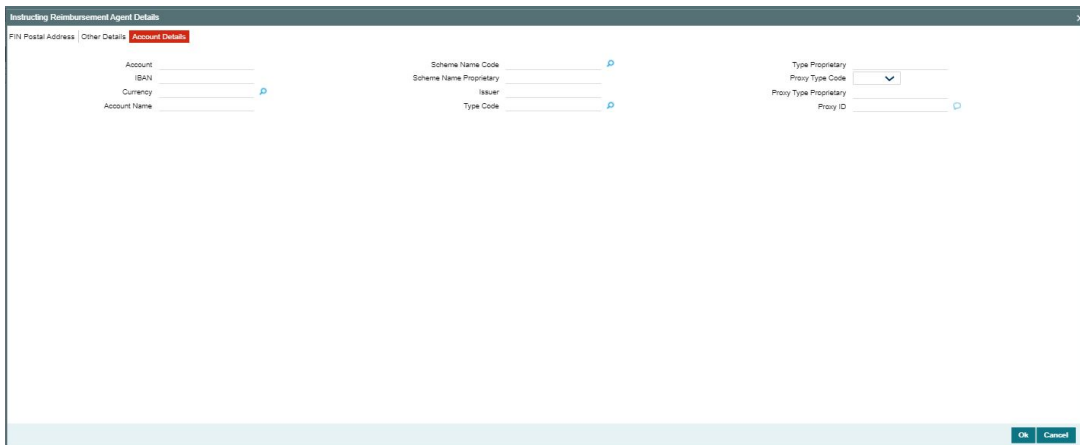 Instructing Reimbursement Agent Details
FIN Postal Address Other Details Account Details
Account Scheme Name Code Type Proprietary
IBAN Scheme Name Proprietary Proxy Type Code
Currency Issuer Proxy Type Proprietary
Account Name Type Code Proxy ID
Ok Cancel